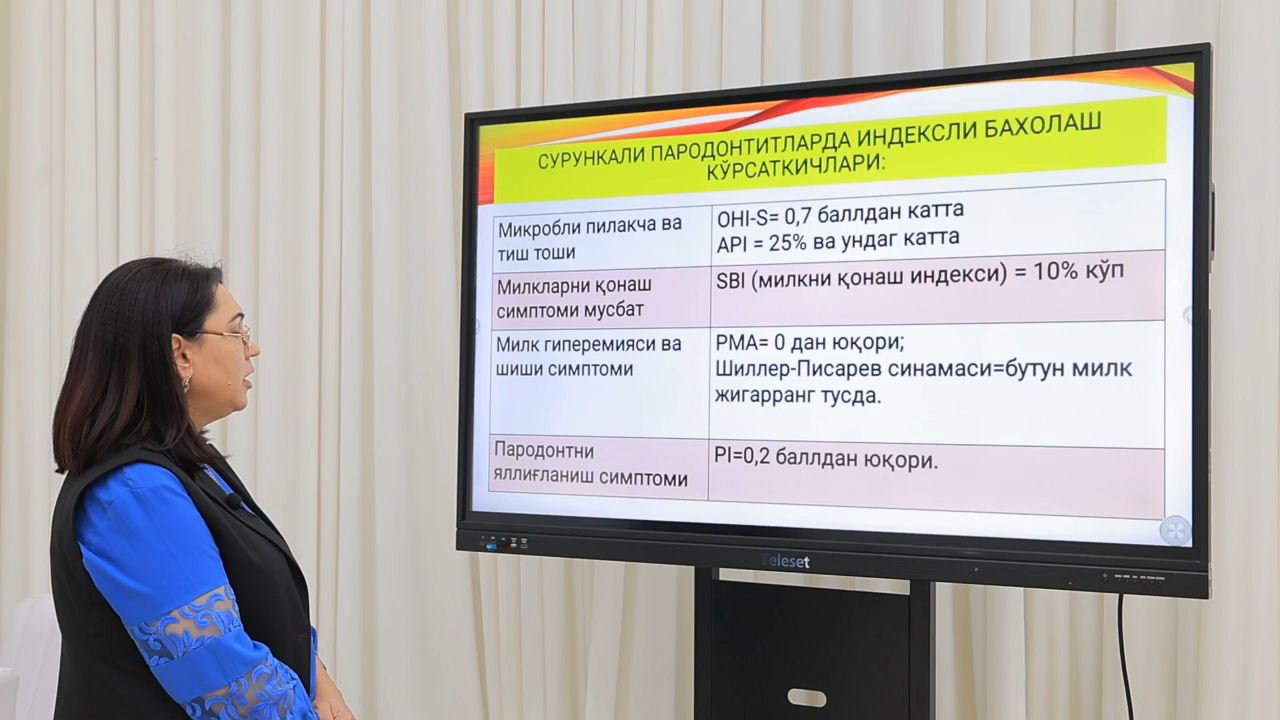 СУРУНКАЛИ ПАРОДОНТИТЛАРДА ИНДЕКСЛИ БАХОЛАШ
КЎРСАТКИЧЛАРИ:
Микробли пилакча ва
тиш тоши
OHI-S= 0,7 баллдан катта
API = 25% ва ундаг катта
Милкларни қонаш
симптоми мусбат
SBI (милкни қонаш индекси) = 10% кўп
Милк гиперемияси ва
шиши симптоми
PMA= 0 дан юқори;
Шиллер-Писарев синамаси=бутун милк
жигарранг тусда.
Пародонтни
яллиғланиш симптоми
PI=0,2 баллдан юқори.
Teleset